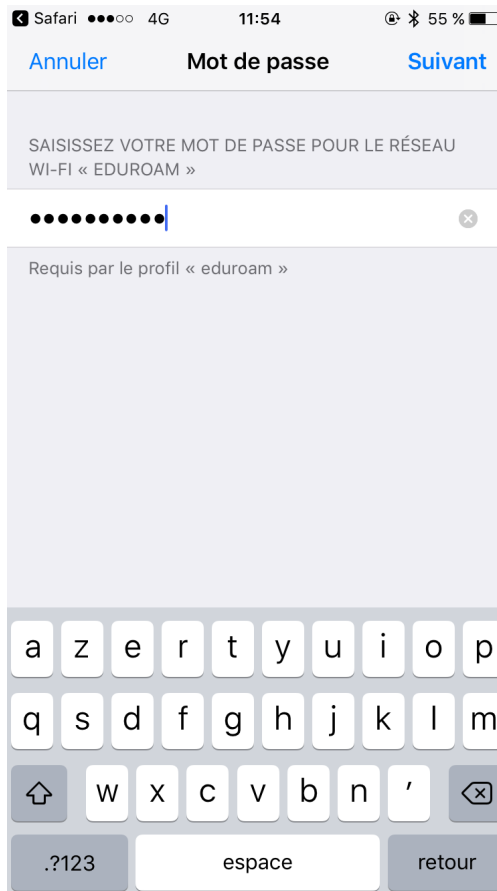 Safari 4G 11:54 55 %
Annuler Mot de passe Suivant
SAISISSEZ VOTRE MOT DE PASSE POUR LE RÉSEAU
WI-FI « EDUROAM »
••••••••••
Requis par le profil « eduroam »
a z e r t y u i o p
q s d f g h j k l m
w x c v b n ’
.?123 espace retour